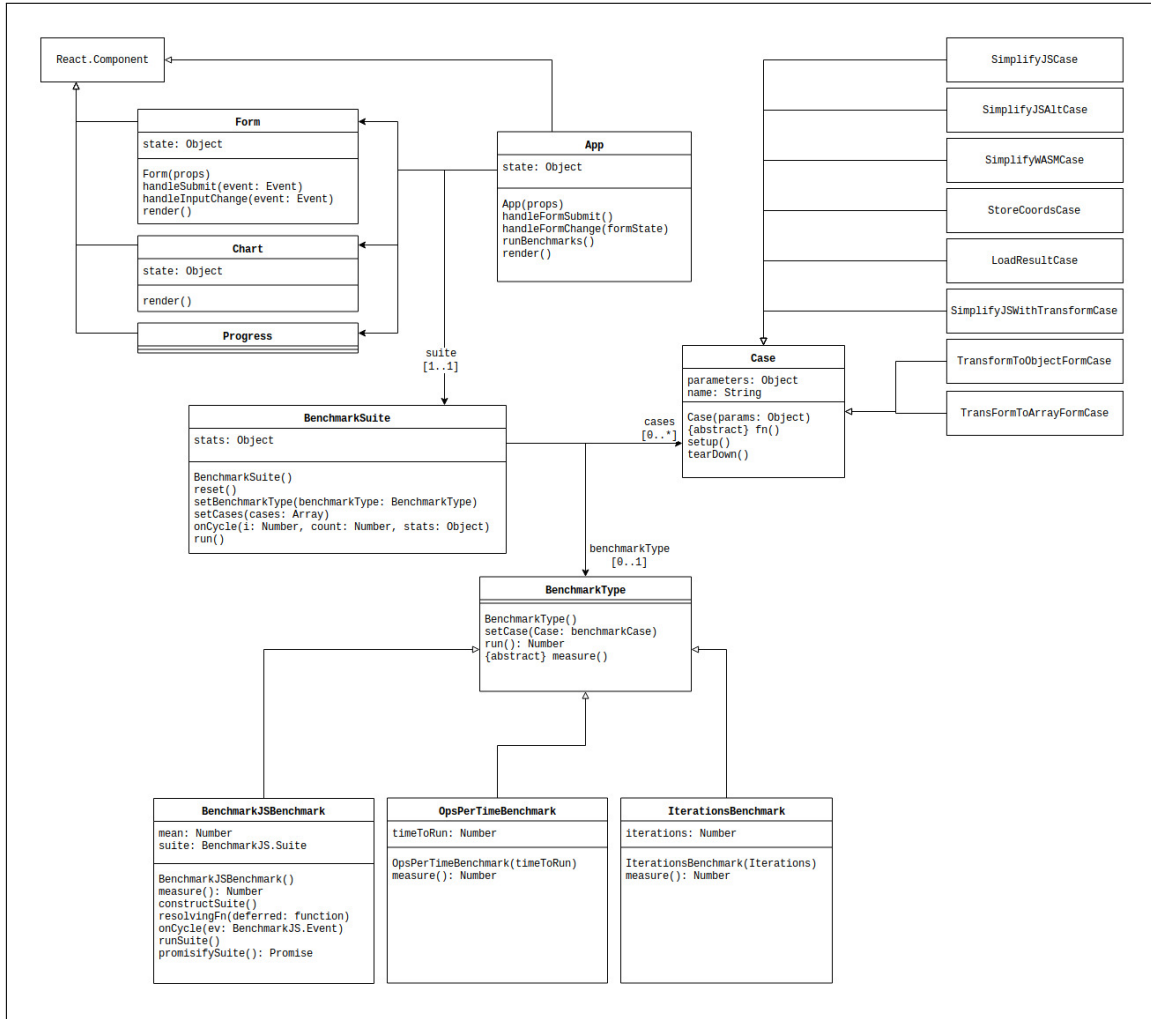 React.Component
Form
state: Object
Form(props)
handleSubmit(event: Event)
handleInputChange(event: Event)
render()
Chart
state: Object
render()
Progress
App
state: Object
App(props)
handleFormSubmit()
handleFormChange(formState)
runBenchmarks()
render()
SimplifyJSCase
SimplifyJSAltCase
SimplifyWASMCase
StoreCoordsCase
LoadResultCase
SimplifyJSWithTransformCase
TransformToObjectFormCase
TransFormToArrayFormCase
suite
[1..1]
Case
parameters: Object
name: String
Case(params: Object)
{abstract} fn()
setup()
tearDown()
cases
[0..*]
BenchmarkSuite
stats: Object
BenchmarkSuite()
reset()
setBenchmarkType(benchmarkType: BenchmarkType)
setCases(cases: Array)
onCycle(i: Number, count: Number, stats: Object)
run()
benchmarkType
[0..1]
BenchmarkType
BenchmarkType()
setCase(Case: benchmarkCase)
run(): Number
{abstract} measure()
BenchmarkJSBenchmark
mean: Number
suite: BenchmarkJS.Suite
BenchmarkJSBenchmark()
measure(): Number
constructSuite()
resolvingFn(deferred: function)
onCycle(ev: BenchmarkJS.Event)
runSuite()
promisifySuite(): Promise
OpsPerTimeBenchmark
timeToRun: Number
OpsPerTimeBenchmark(timeToRun)
measure(): Number
IterationsBenchmark
iterations: Number
IterationsBenchmark(Iterations)
measure(): Number